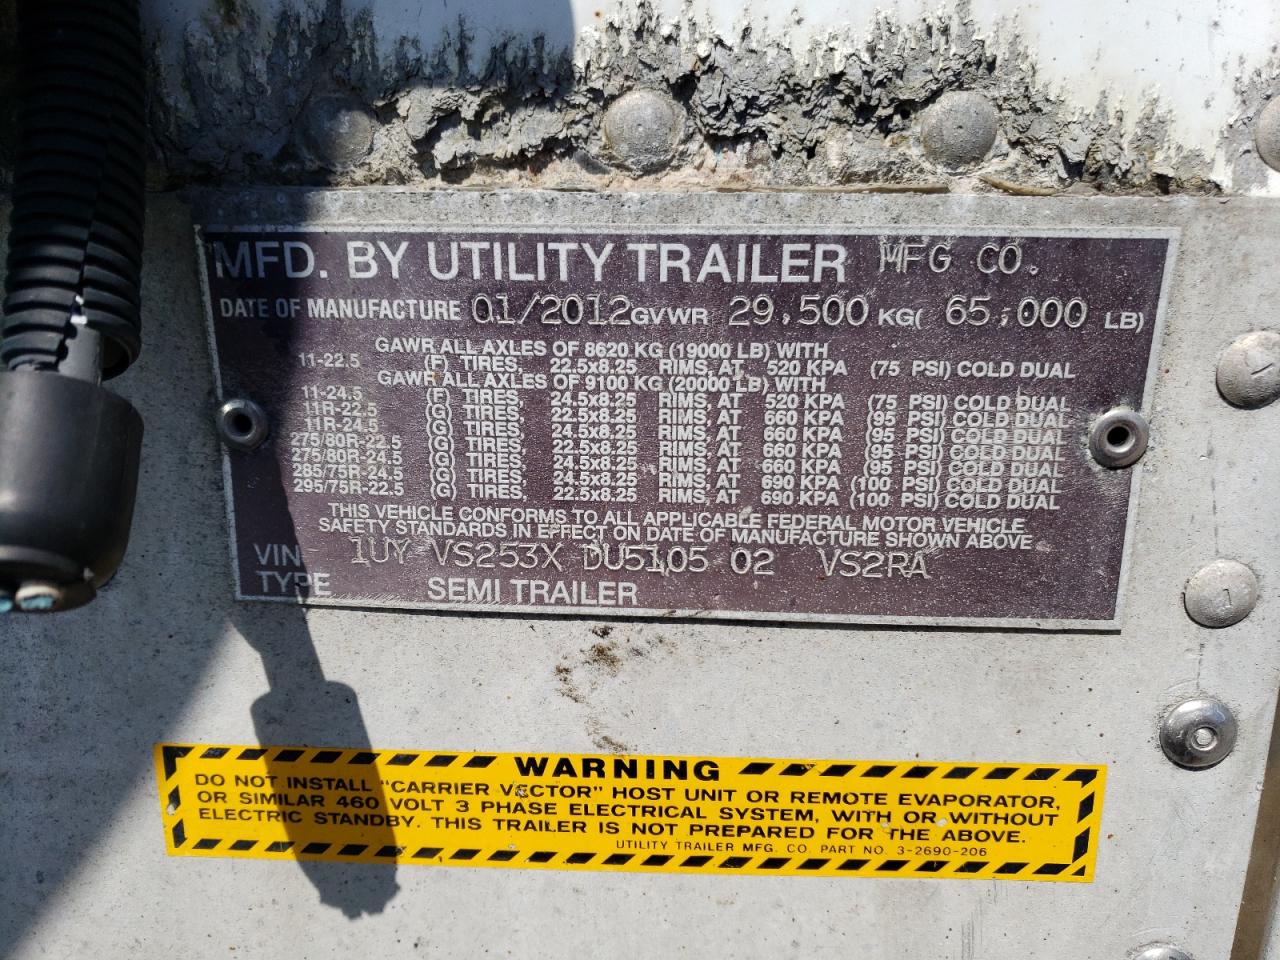 MFD. BY UTILITY TRAILER MFG CO.
DATE OF MANUFACTURE 01/2012 GVWR 29,500 KG( 65,000 LB)
GAWR ALL AXLES OF 8620 KG (19000 LB) WITH
11-22.5 (F) TIRES, 22.5x8.25 RIMS, AT 520 KPA (75 PSI) COLD DUAL
GAWR ALL AXLES OF 9100 KG (20000 LB) WITH
11-24.5 (F) TIRES, 24.5x8.25 RIMS, AT 520 KPA (75 PSI) COLD DUAL
11R-22.5 (G) TIRES, 22.5x8.25 RIMS, AT 660 KPA (95 PSI) COLD DUAL
11R-24.5 (G) TIRES, 24.5x8.25 RIMS, AT 660 KPA (95 PSI) COLD DUAL
275/80R-22.5 (G) TIRES, 22.5x8.25 RIMS, AT 660 KPA (95 PSI) COLD DUAL
275/80R-24.5 (G) TIRES, 24.5x8.25 RIMS, AT 660 KPA (95 PSI) COLD DUAL
285/75R-24.5 (G) TIRES, 24.5x8.25 RIMS, AT 690 KPA (100 PSI) COLD DUAL
295/75R-22.5 (G) TIRES, 22.5x8.25 RIMS, AT 690 KPA (100 PSI) COLD DUAL
THIS VEHICLE CONFORMS TO ALL APPLICABLE FEDERAL MOTOR VEHICLE
SAFETY STANDARDS IN EFFECT ON DATE OF MANUFACTURE SHOWN ABOVE
VIN- 1UY VS253X DU5105 02 VS2RA
TYPE SEMI TRAILER
WARNING
DO NOT INSTALL "CARRIER VECTOR" HOST UNIT OR REMOTE EVAPORATOR,
OR SIMILAR 460 VOLT 3 PHASE ELECTRICAL SYSTEM, WITH OR WITHOUT
ELECTRIC STANDBY. THIS TRAILER IS NOT PREPARED FOR THE ABOVE.
UTILITY TRAILER MFG. CO. PART NO. 3-2690-206